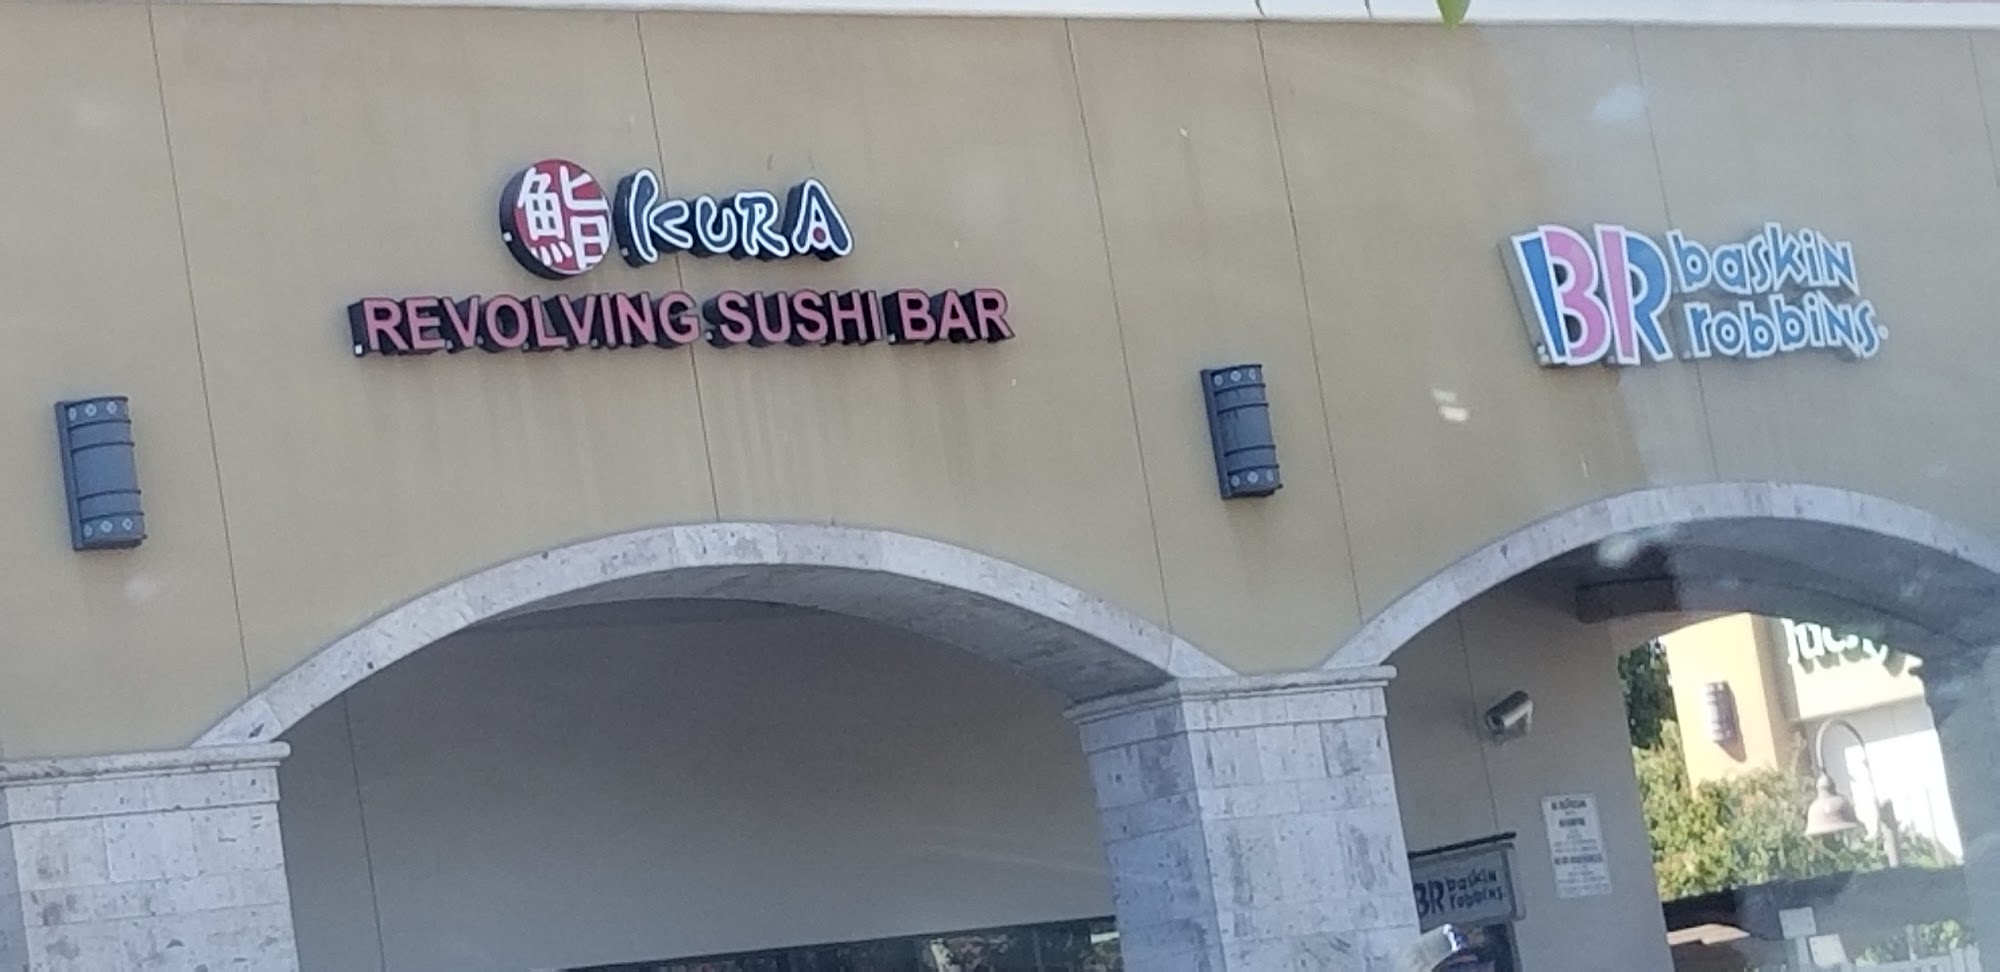 鮨 KURA
REVOLVING SUSHI BAR
BR baskin
robbins
BR baskin
robbins